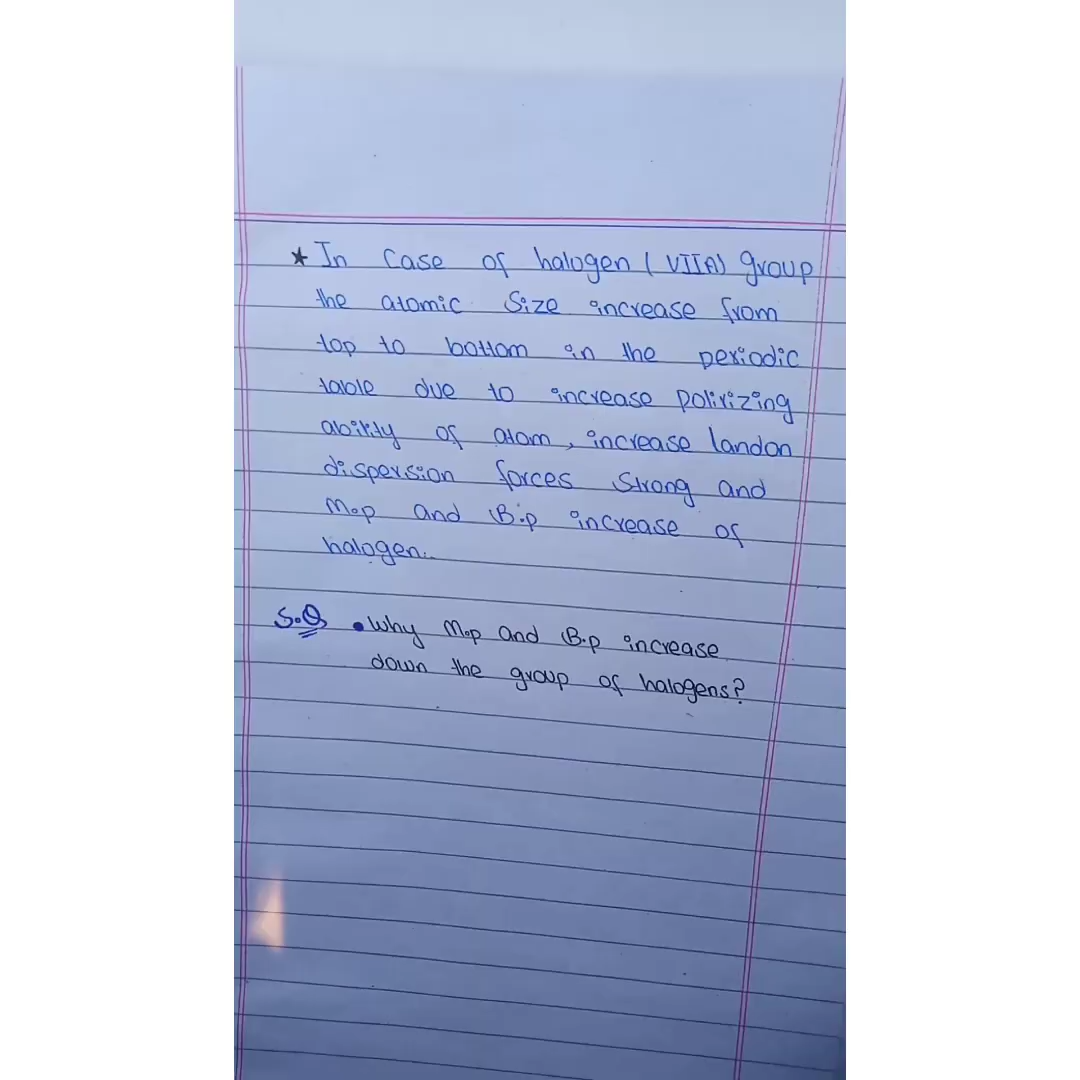 ★ In Case of halogen (VIIA) group
the atomic Size increase from
top to bottom in the periodic
table due to increase Polirizing
ability of atom, increase landon
dispersion forces Strong and
M.p and B.p increase of
halogen..
S.Q • Why M.p and B.p increase
down the group of halogens?